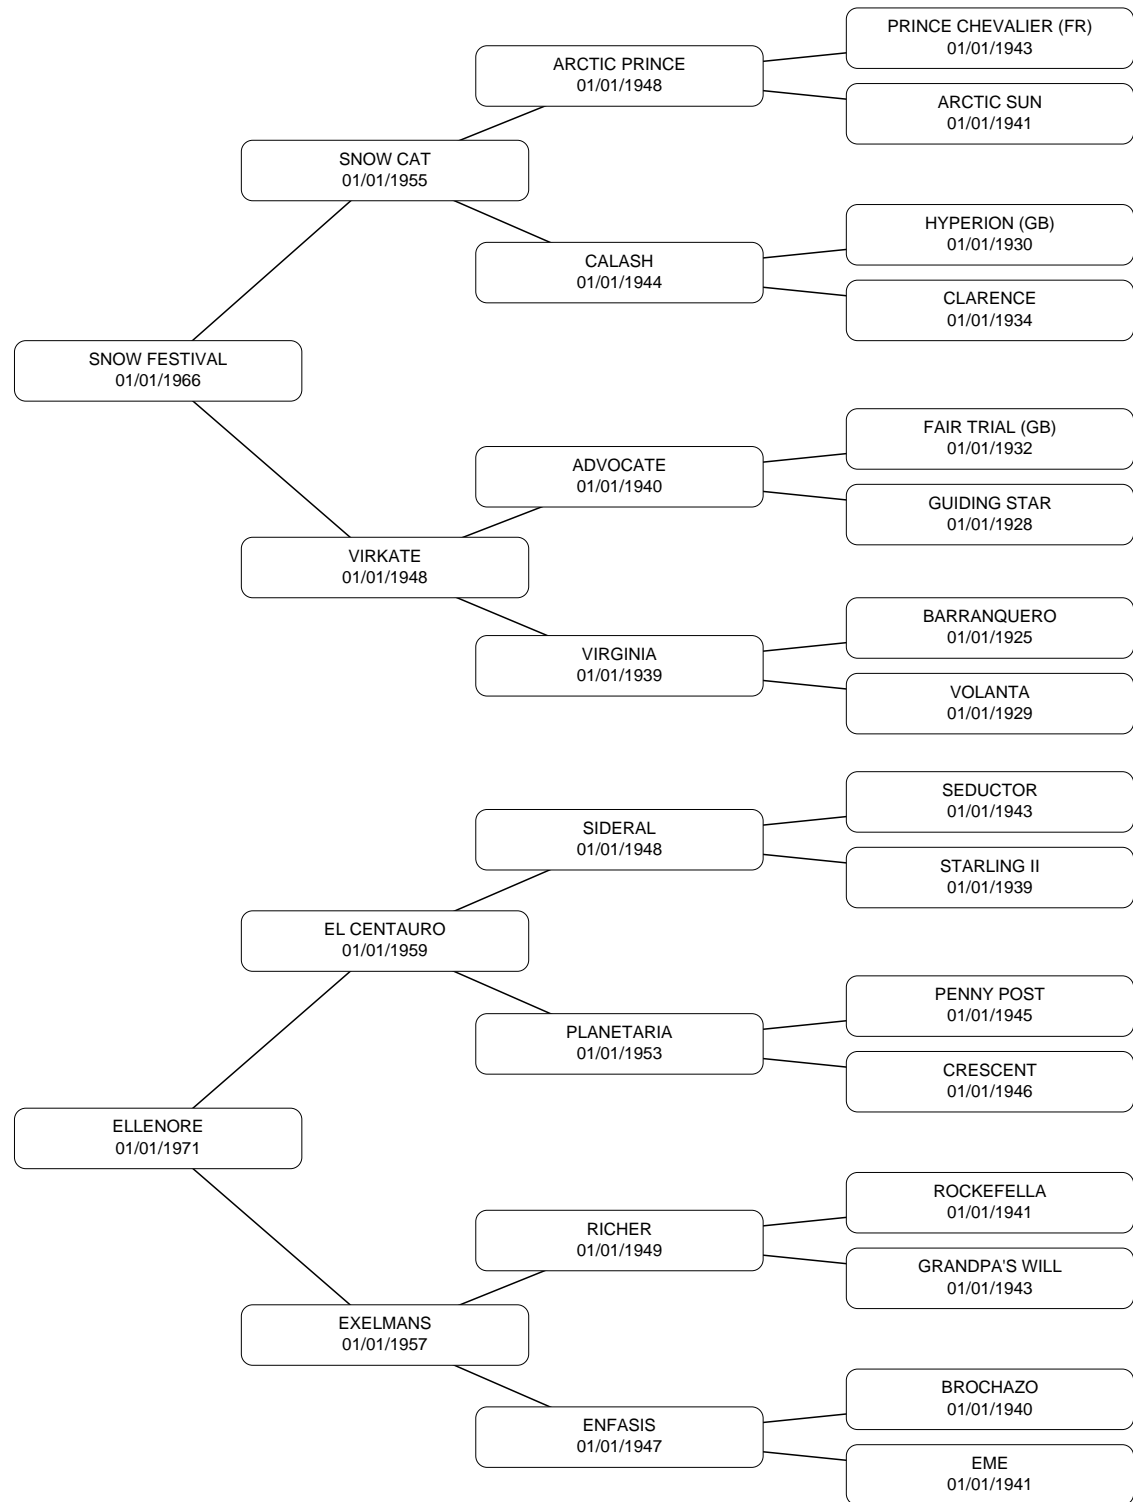 PRINCE CHEVALIER (FR)
01/01/1943
ARCTIC PRINCE
01/01/1948
ARCTIC SUN
01/01/1941
SNOW CAT
01/01/1955
HYPERION (GB)
01/01/1930
CALASH
01/01/1944
CLARENCE
01/01/1934
SNOW FESTIVAL
01/01/1966
FAIR TRIAL (GB)
01/01/1932
ADVOCATE
01/01/1940
GUIDING STAR
01/01/1928
VIRKATE
01/01/1948
BARRANQUERO
01/01/1925
VIRGINIA
01/01/1939
VOLANTA
01/01/1929
SEDUCTOR
01/01/1943
SIDERAL
01/01/1948
STARLING II
01/01/1939
EL CENTAURO
01/01/1959
PENNY POST
01/01/1945
PLANETARIA
01/01/1953
CRESCENT
01/01/1946
ELLENORE
01/01/1971
ROCKEFELLA
01/01/1941
RICHER
01/01/1949
GRANDPA'S WILL
01/01/1943
EXELMANS
01/01/1957
BROCHAZO
01/01/1940
ENFASIS
01/01/1947
EME
01/01/1941